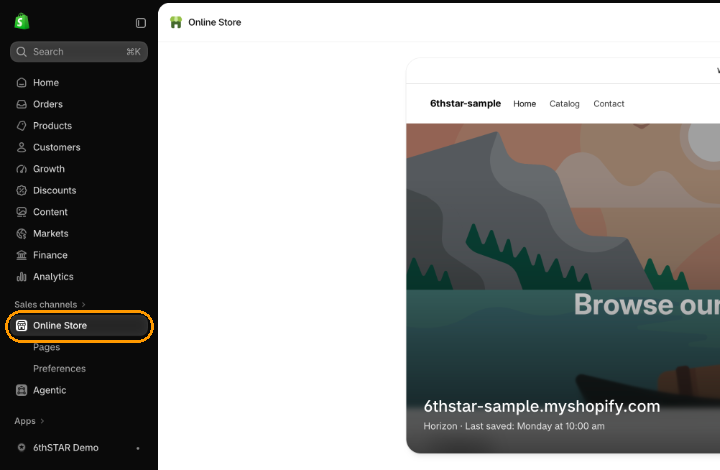 Search ⌘K
Home
Orders
Products
Customers
Growth
Discounts
Content
Markets
Finance
Analytics
Sales channels
Online Store
Pages
Preferences
Agentic
Apps
6thSTAR Demo
Online Store
6thstar-sample Home Catalog Contact
Browse our
6thstar-sample.myshopify.com
Horizon · Last saved: Monday at 10:00 am